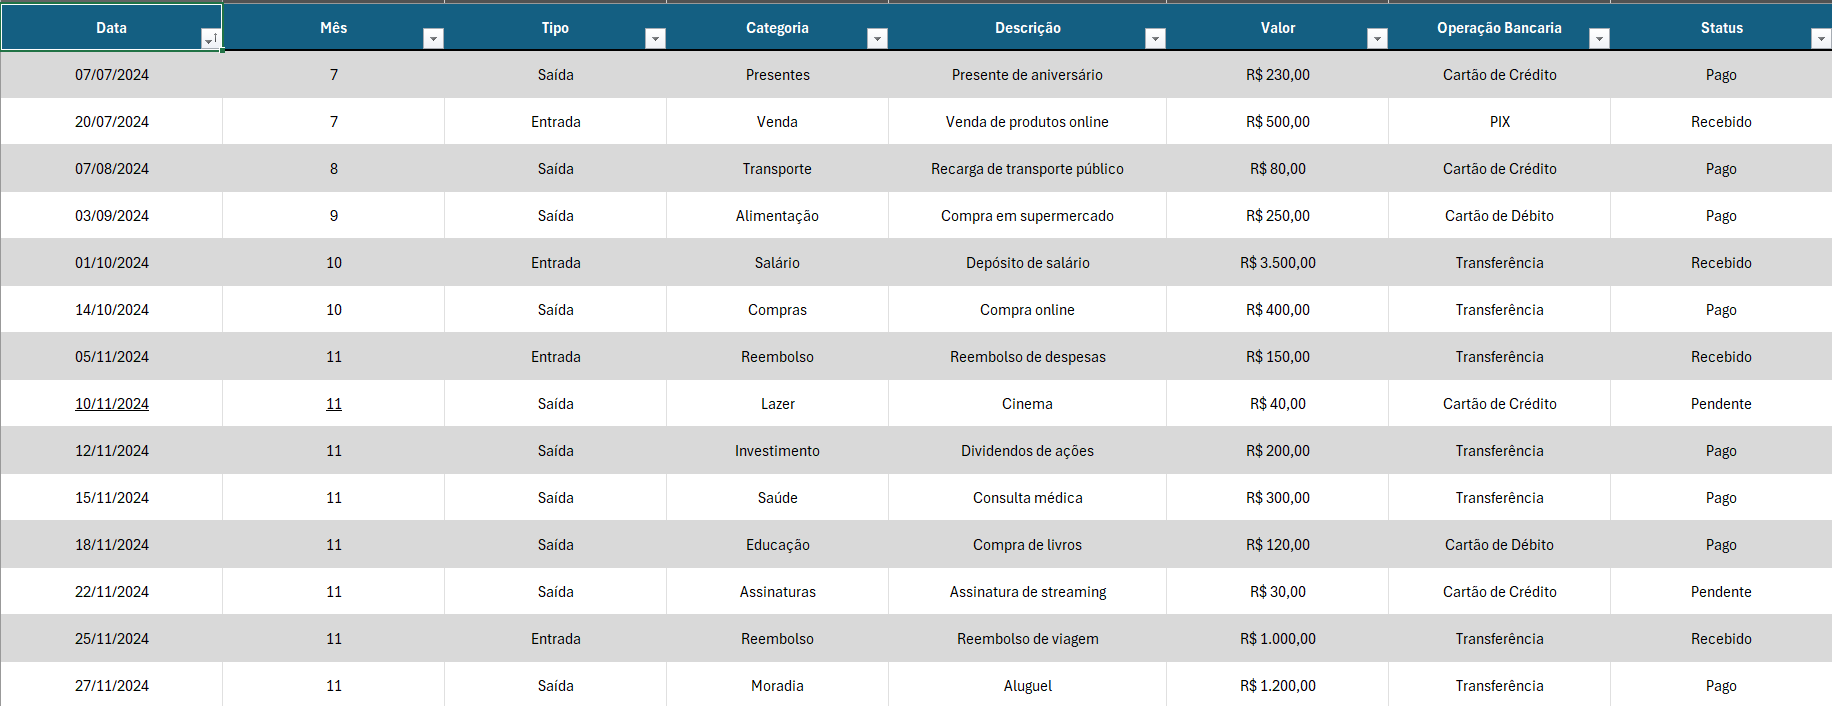 Data Mês Tipo Categoria Descrição Valor Operação Bancaria Status
07/07/2024 7 Saída Presentes Presente de aniversário R$ 230,00 Cartão de Crédito Pago
20/07/2024 7 Entrada Venda Venda de produtos online R$ 500,00 PIX Recebido
07/08/2024 8 Saída Transporte Recarga de transporte público R$ 80,00 Cartão de Crédito Pago
03/09/2024 9 Saída Alimentação Compra em supermercado R$ 250,00 Cartão de Débito Pago
01/10/2024 10 Entrada Salário Depósito de salário R$ 3.500,00 Transferência Recebido
14/10/2024 10 Saída Compras Compra online R$ 400,00 Transferência Pago
05/11/2024 11 Entrada Reembolso Reembolso de despesas R$ 150,00 Transferência Recebido
10/11/2024 11 Saída Lazer Cinema R$ 40,00 Cartão de Crédito Pendente
12/11/2024 11 Saída Investimento Dividendos de ações R$ 200,00 Transferência Pago
15/11/2024 11 Saída Saúde Consulta médica R$ 300,00 Transferência Pago
18/11/2024 11 Saída Educação Compra de livros R$ 120,00 Cartão de Débito Pago
22/11/2024 11 Saída Assinaturas Assinatura de streaming R$ 30,00 Cartão de Crédito Pendente
25/11/2024 11 Entrada Reembolso Reembolso de viagem R$ 1.000,00 Transferência Recebido
27/11/2024 11 Saída Moradia Aluguel R$ 1.200,00 Transferência Pago